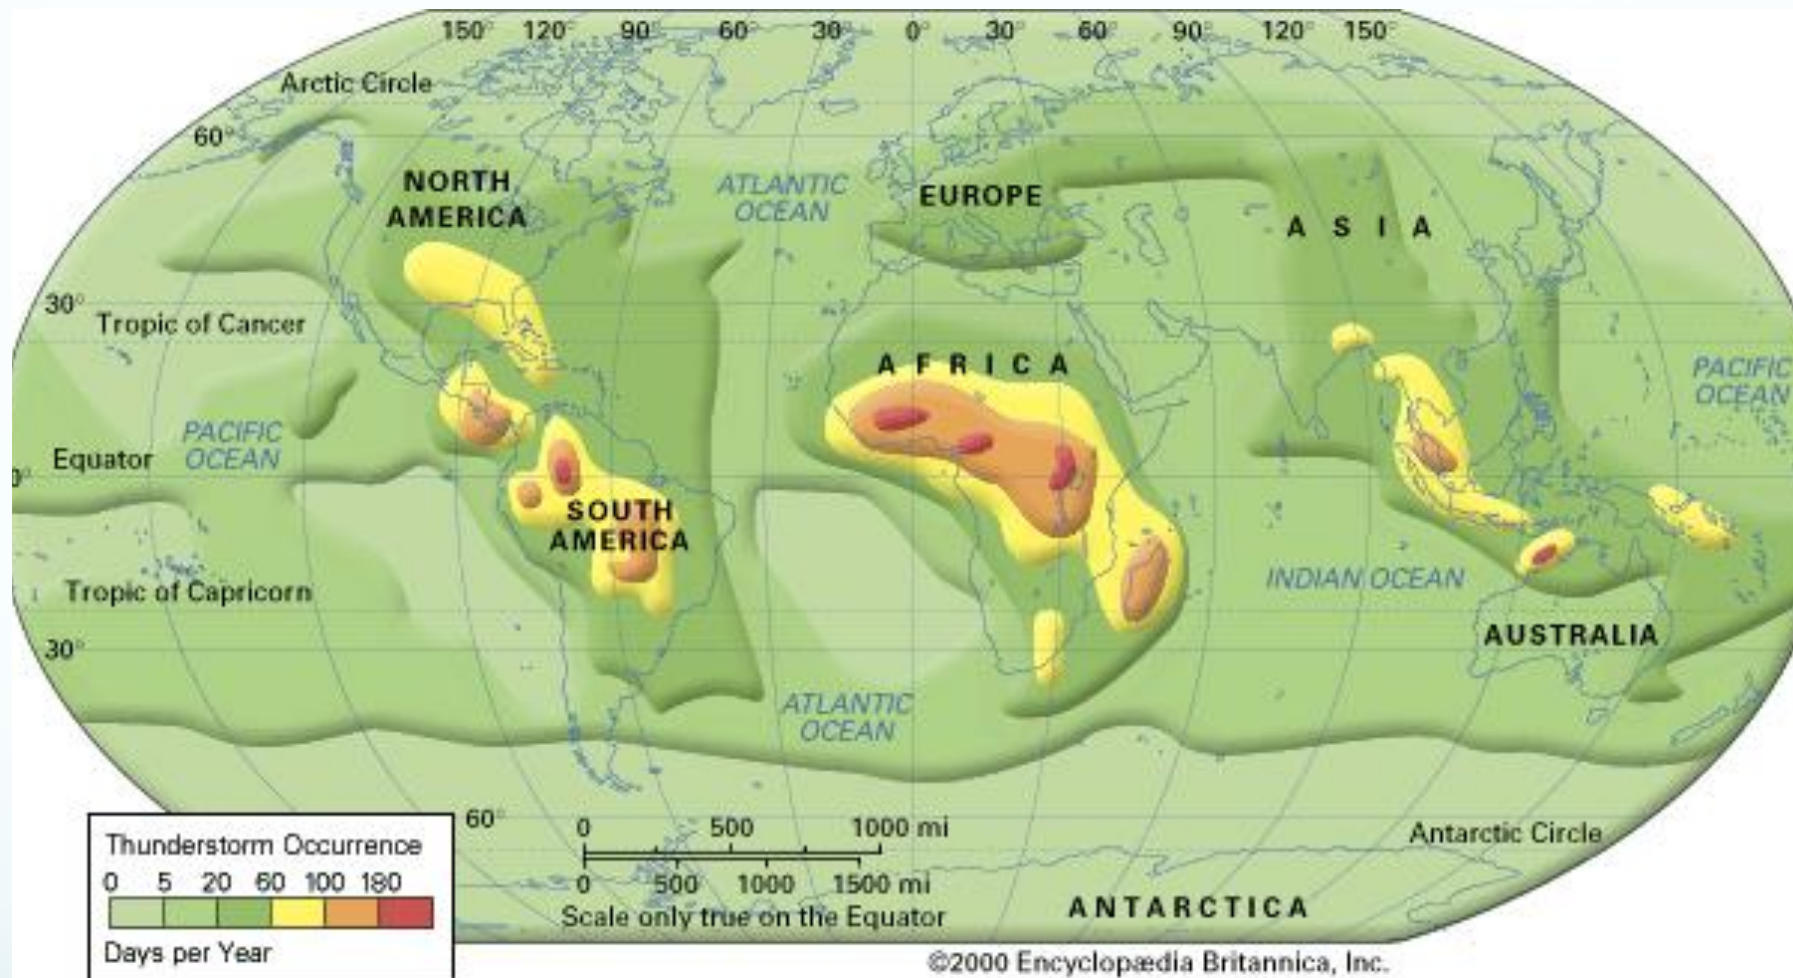 150° 120° 90° 60° 30° 0° 30° 60° 90° 120° 150°
Arctic Circle
60°
NORTH
AMERICA
ATLANTIC
OCEAN
EUROPE
ASIA
30°
Tropic of Cancer
AFRICA
PACIFIC
OCEAN
PACIFIC
OCEAN
Equator
0°
SOUTH
AMERICA
INDIAN OCEAN
Tropic of Capricorn
AUSTRALIA
30°
ATLANTIC
OCEAN
60°
0 500 1000 mi
0 500 1000 1500 mi
Scale only true on the Equator
Antarctic Circle
ANTARCTICA
Thunderstorm Occurrence
0 5 20 60 100 180
Days per Year
©2000 Encyclopædia Britannica, Inc.